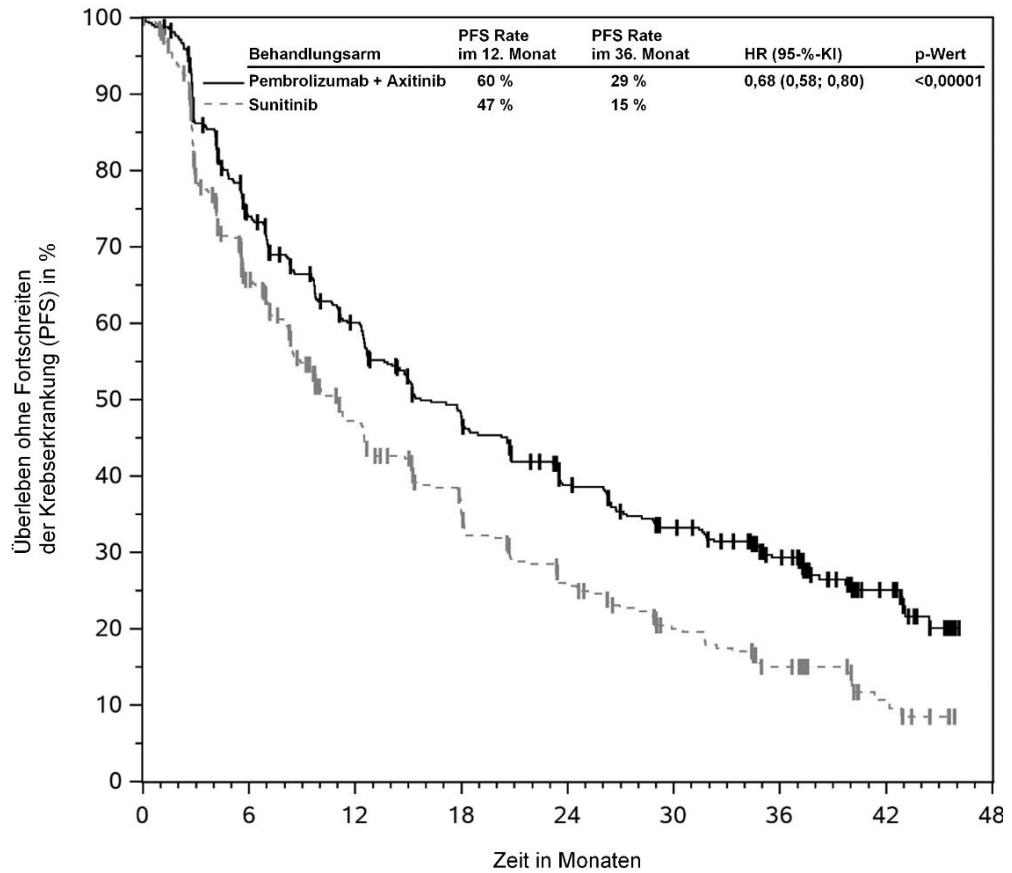 PFS Rate PFS Rate
Behandlungsarm im 12. Monat im 36. Monat HR (95-%-KI) p-Wert
Pembrolizumab + Axitinib 60 % 29 % 0,68 (0,58; 0,80) <0,00001
Sunitinib 47 % 15 %
Überleben ohne Fortschreiten
der Krebserkrankung (PFS) in %
100
90
80
70
60
50
40
30
20
10
0
0 6 12 18 24 30 36 42 48
Zeit in Monaten